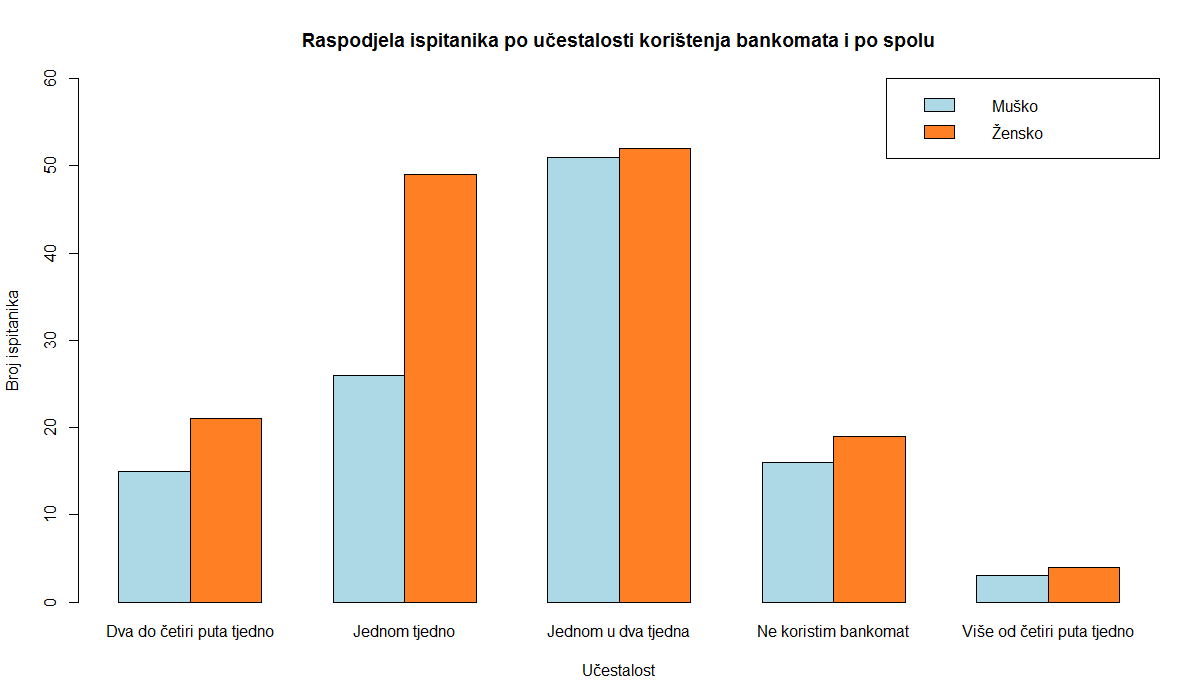 Raspodjela ispitanika po učestalosti korištenja bankomata i po spolu
Muško
Žensko
Broj ispitanika
60
50
40
30
20
10
0
Dva do četiri puta tjedno
Jednom tjedno
Jednom u dva tjedna
Ne koristim bankomat
Više od četiri puta tjedno
Učestalost